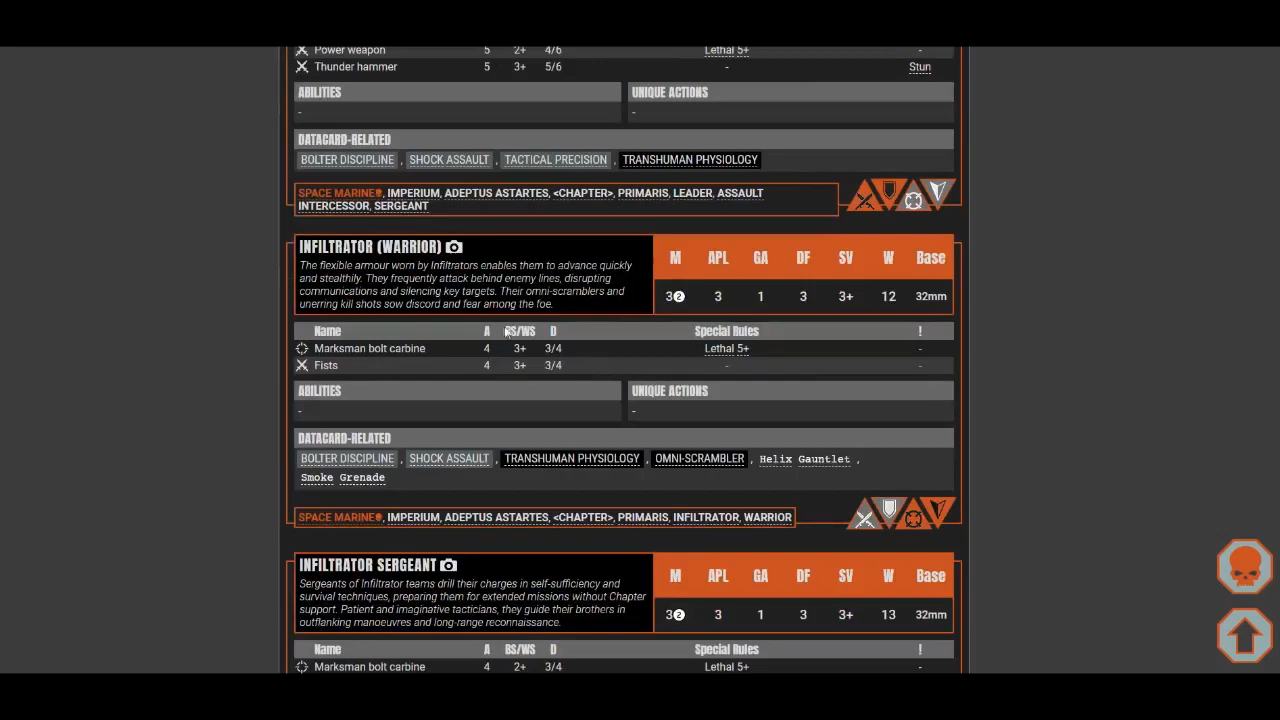 Power weapon 5 2+ 4/6 Lethal 5+ -
Thunder hammer 5 3+ 5/6 - Stun
ABILITIES UNIQUE ACTIONS
- -
DATACARD-RELATED
BOLTER DISCIPLINE , SHOCK ASSAULT , TACTICAL PRECISION , TRANSHUMAN PHYSIOLOGY
SPACE MARINE, IMPERIUM, ADEPTUS ASTARTES, <CHAPTER>, PRIMARIS, LEADER, ASSAULT
INTERCESSOR, SERGEANT
INFILTRATOR (WARRIOR) M APL GA DF SV W Base
The flexible armour worn by Infiltrators enables them to advance quickly
and stealthily. They frequently attack behind enemy lines, disrupting
communications and silencing key targets. Their omni-scramblers and
unerring kill shots sow discord and fear among the foe.
3② 3 1 3 3+ 12 32mm
Name A BS/WS D Special Rules !
Marksman bolt carbine 4 3+ 3/4 Lethal 5+ -
Fists 4 3+ 3/4 - -
ABILITIES UNIQUE ACTIONS
- -
DATACARD-RELATED
BOLTER DISCIPLINE , SHOCK ASSAULT , TRANSHUMAN PHYSIOLOGY , OMNI-SCRAMBLER , Helix Gauntlet ,
Smoke Grenade
SPACE MARINE, IMPERIUM, ADEPTUS ASTARTES, <CHAPTER>, PRIMARIS, INFILTRATOR, WARRIOR
INFILTRATOR SERGEANT M APL GA DF SV W Base
Sergeants of Infiltrator teams drill their charges in self-sufficiency and
survival techniques, preparing them for extended missions without Chapter
support. Patient and imaginative tacticians, they guide their brothers in
outflanking manoeuvres and long-range reconnaissance.
3② 3 1 3 3+ 13 32mm
Name A BS/WS D Special Rules !
Marksman bolt carbine 4 2+ 3/4 Lethal 5+ -